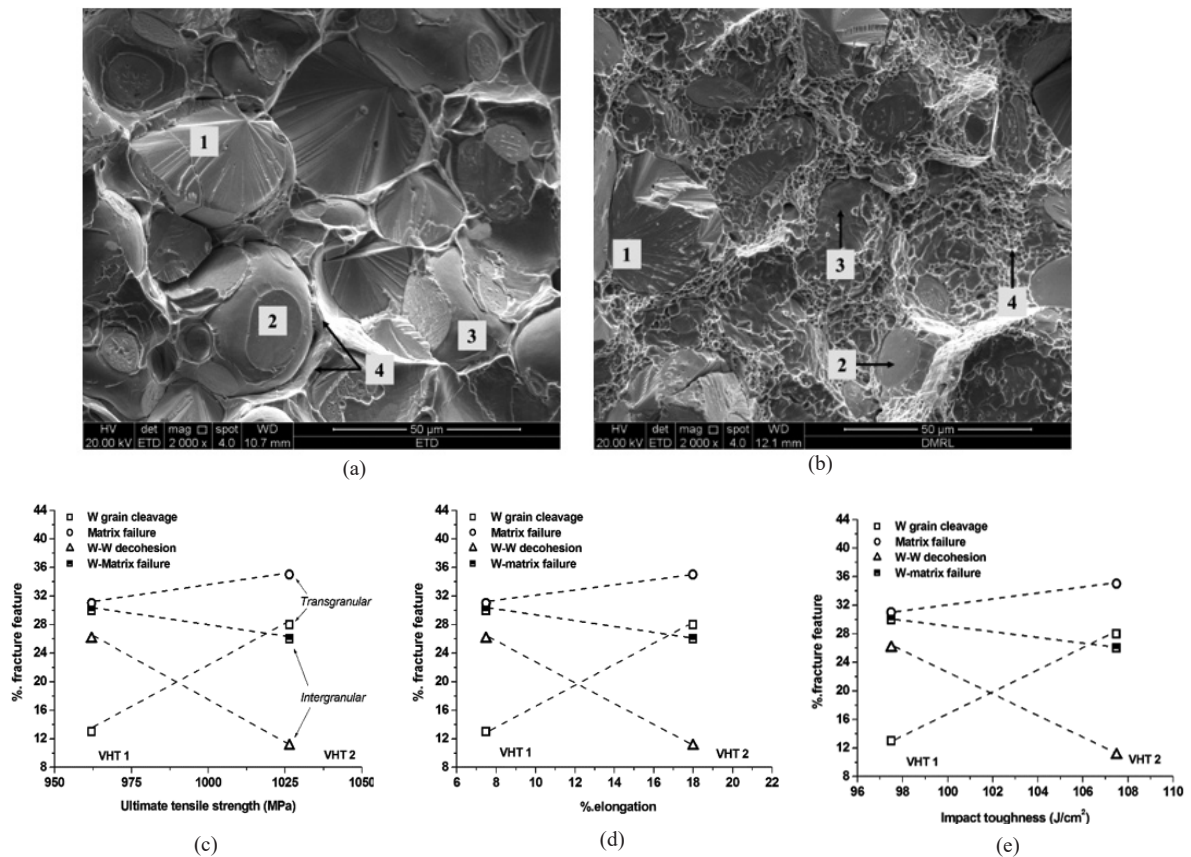 1
2
3
4
HV det mag □ spot WD 50 µm
20.00 kV ETD 2 000 x 4.0 10.7 mm ETD
(a)
1
3
4
2
HV det mag □ spot WD 50 µm
20.00 kV ETD 2 000 x 4.0 12.1 mm DMRL
(b)
44
40
36
32
28
24
20
16
12
8
%. fracture feature
W grain cleavage
Matrix failure
W-W decohesion
W-Matrix failure
Transgranular
Intergranular
VHT 1 VHT 2
950 975 1000 1025 1050
Ultimate tensile strength (MPa)
(c)
44
40
36
32
28
24
20
16
12
8
%. fracture feature
W grain cleavage
Matrix failure
W-W decohesion
W-matrix failure
VHT 1 VHT 2
6 8 10 12 14 16 18 20 22
%.elongation
(d)
44
40
36
32
28
24
20
16
12
8
%.fracture feature
W grain cleavage
Matrix failure
W-W decohesion
W-matrix failure
VHT 1 VHT 2
96 98 100 102 104 106 108 110
Impact toughness (J/cm²)
(e)